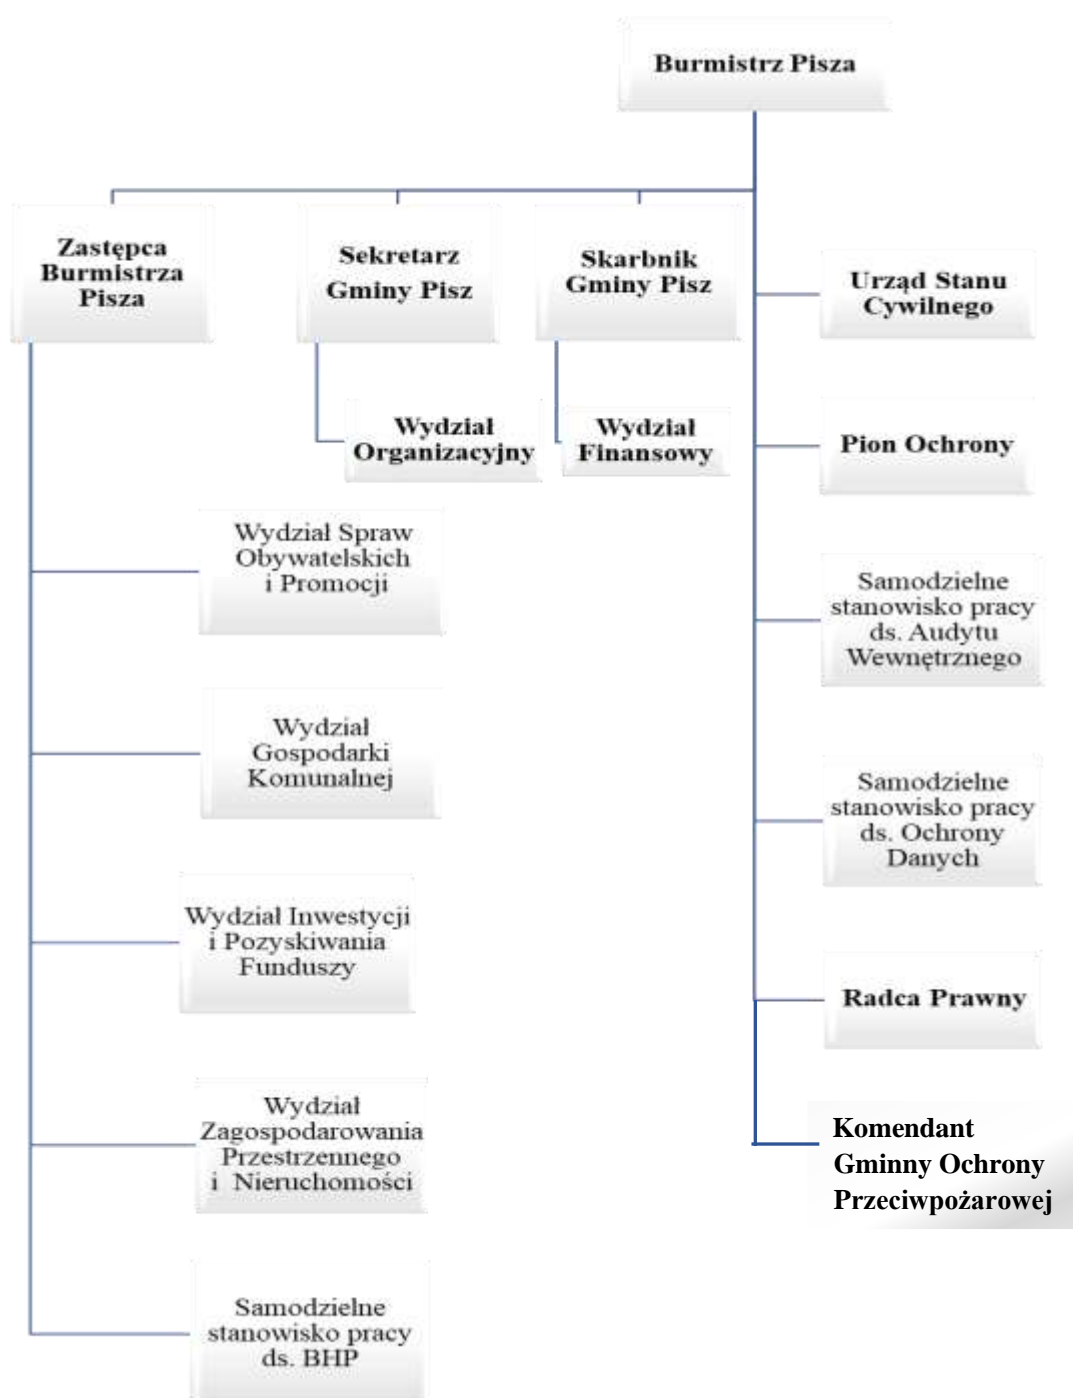 Burmistrz Pisza
Zastępca
Burmistrza
Pisza
Sekretarz
Gminy Pisz
Skarbnik
Gminy Pisz
Urząd Stanu
Cywilnego
Wydział
Organizacyjny
Wydział
Finansowy
Pion Ochrony
Wydział Spraw
Obywatelskich
i Promocji
Samodzielne
stanowisko pracy
ds. Audytu
Wewnętrznego
Wydział
Gospodarki
Komunalnej
Samodzielne
stanowisko pracy
ds. Ochrony
Danych
Wydział Inwestycji
i Pozyskiwania
Funduszy
Radca Prawny
Wydział
Zagospodarowania
Przestrzennego
i Nieruchomości
Komendant
Gminny Ochrony
Przeciwpożarowej
Samodzielne
stanowisko pracy
ds. BHP